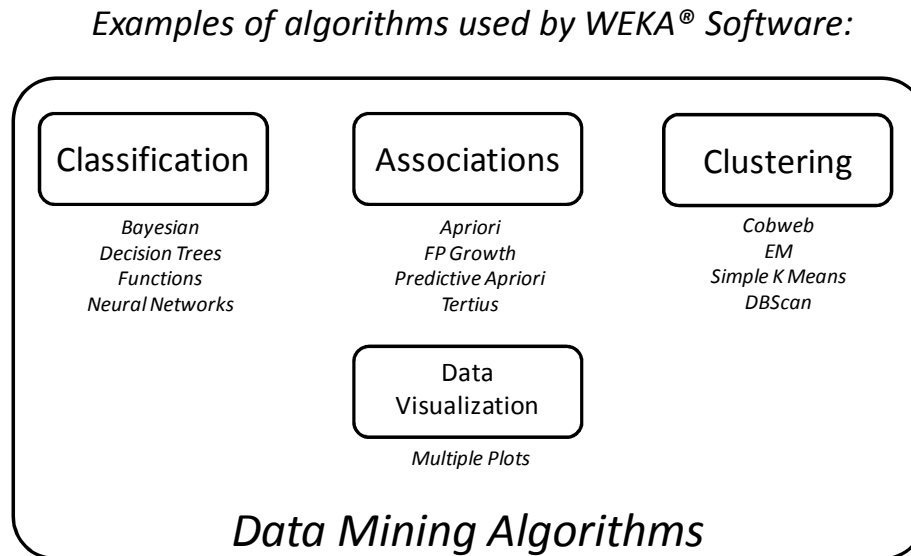 Examples of algorithms used by WEKA® Software:
Classification
Bayesian
Decision Trees
Functions
Neural Networks
Associations
Apriori
FP Growth
Predictive Apriori
Tertius
Clustering
Cobweb
EM
Simple K Means
DBScan
Data
Visualization
Multiple Plots
Data Mining Algorithms